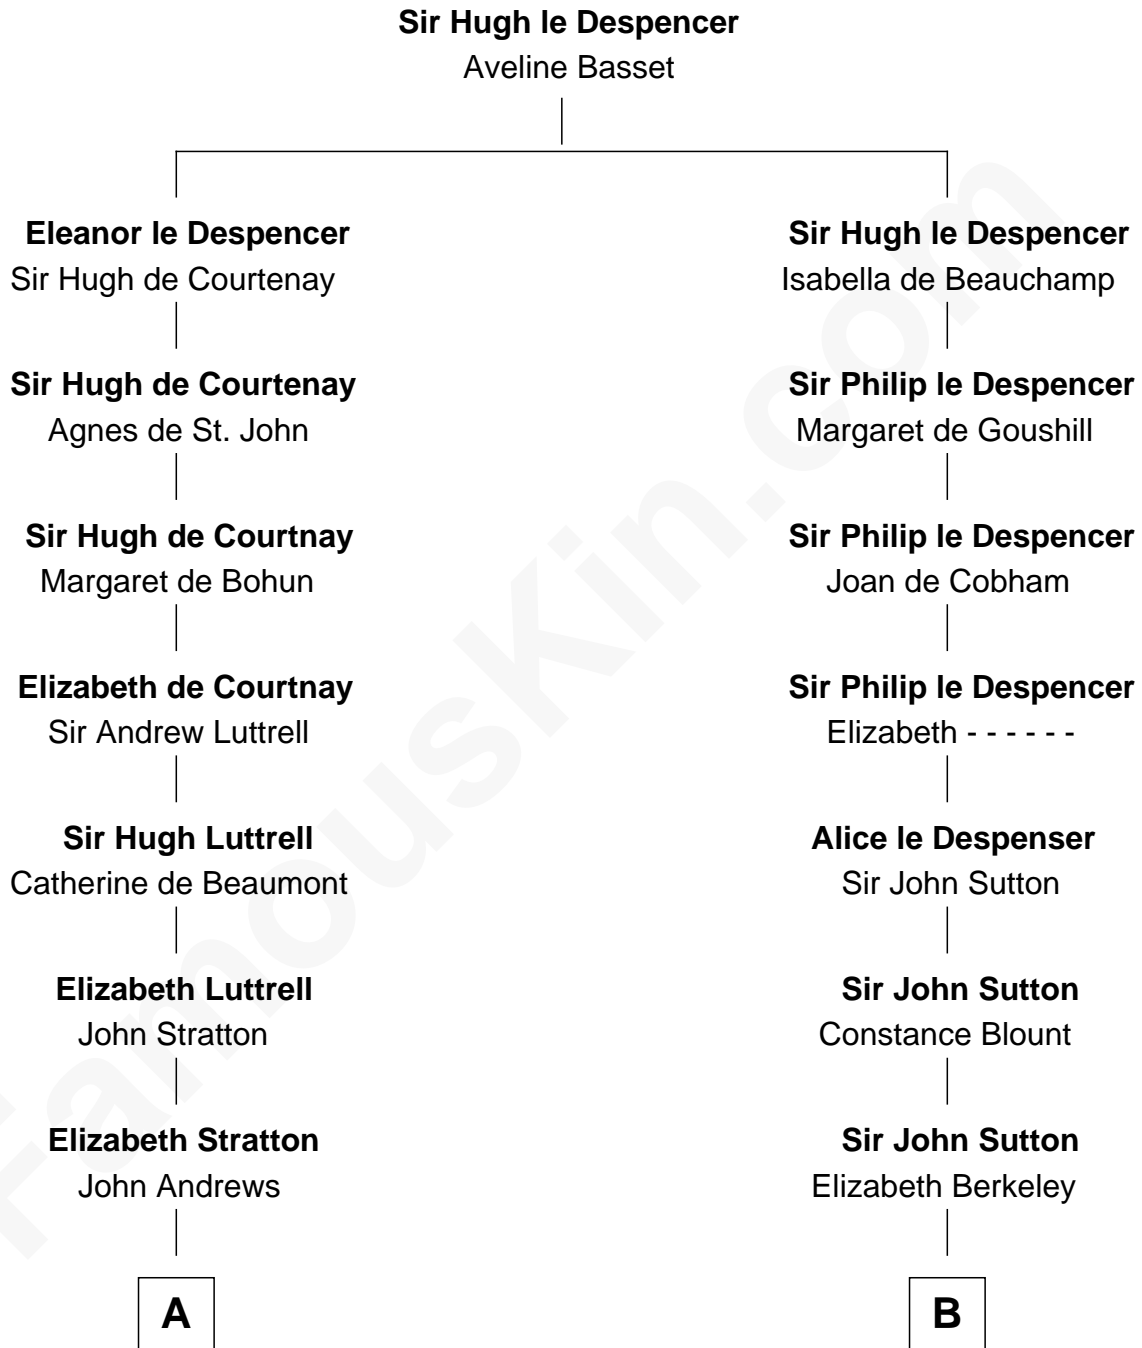 Sir Hugh le Despencer
Aveline Basset
Eleanor le Despencer
Sir Hugh de Courtenay
Sir Hugh le Despencer
Isabella de Beauchamp
Sir Hugh de Courtenay
Agnes de St. John
Sir Philip le Despencer
Margaret de Goushill
Sir Hugh de Courtnay
Margaret de Bohun
Sir Philip le Despencer
Joan de Cobham
Elizabeth de Courtnay
Sir Andrew Luttrell
Sir Philip le Despencer
Elizabeth - - - - - -
Sir Hugh Luttrell
Catherine de Beaumont
Alice le Despenser
Sir John Sutton
Elizabeth Luttrell
John Stratton
Sir John Sutton
Constance Blount
Elizabeth Stratton
John Andrews
Sir John Sutton
Elizabeth Berkeley
A
B
FamousKin.com